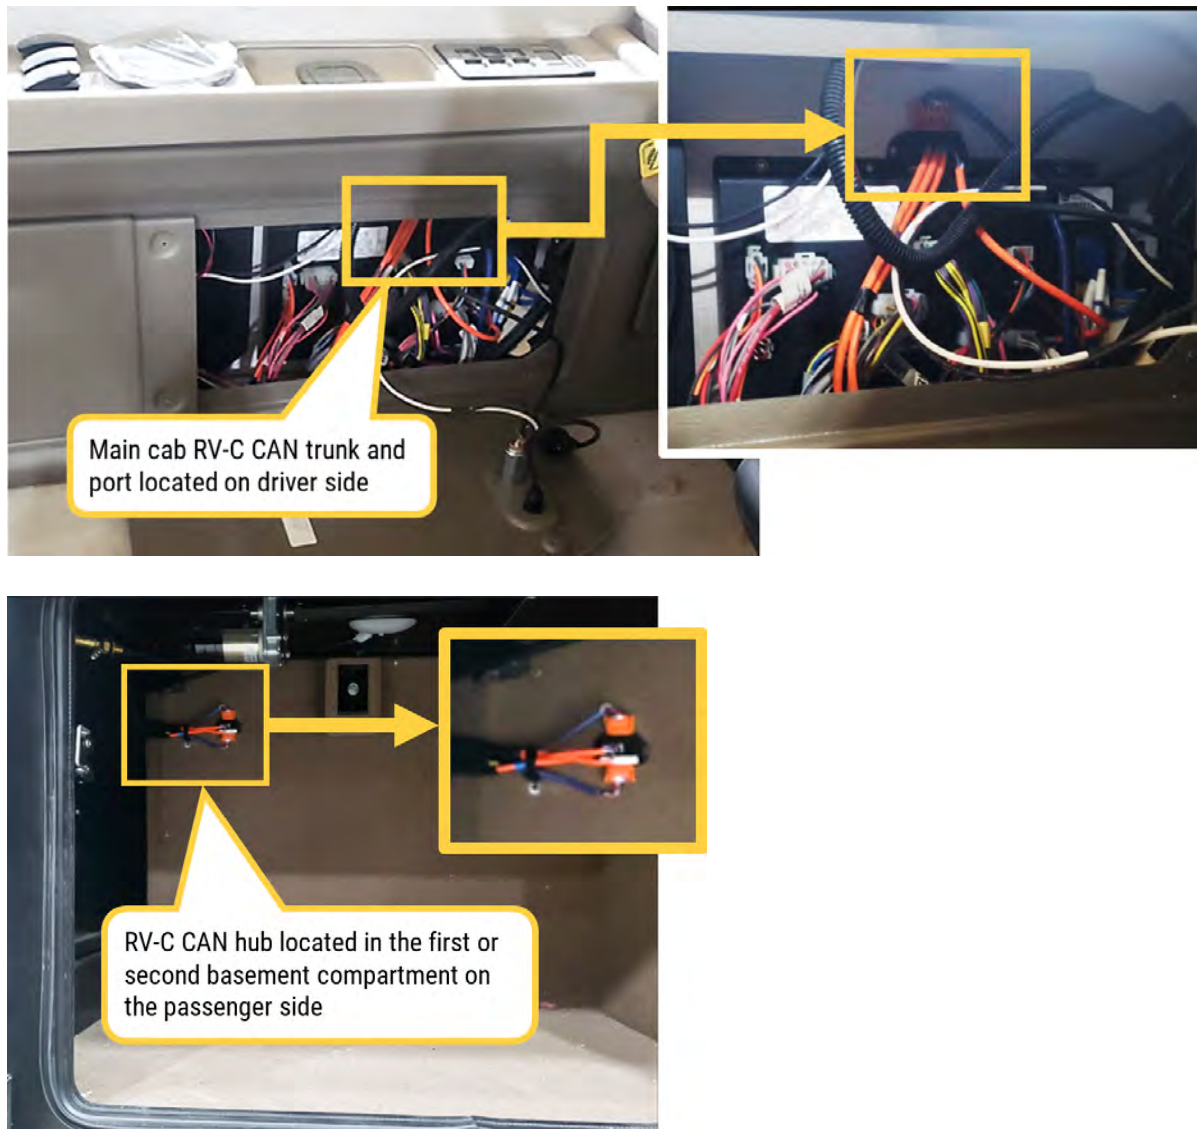 Main cab RV-C CAN trunk and
port located on driver side
RV-C CAN hub located in the first or
second basement compartment on
the passenger side